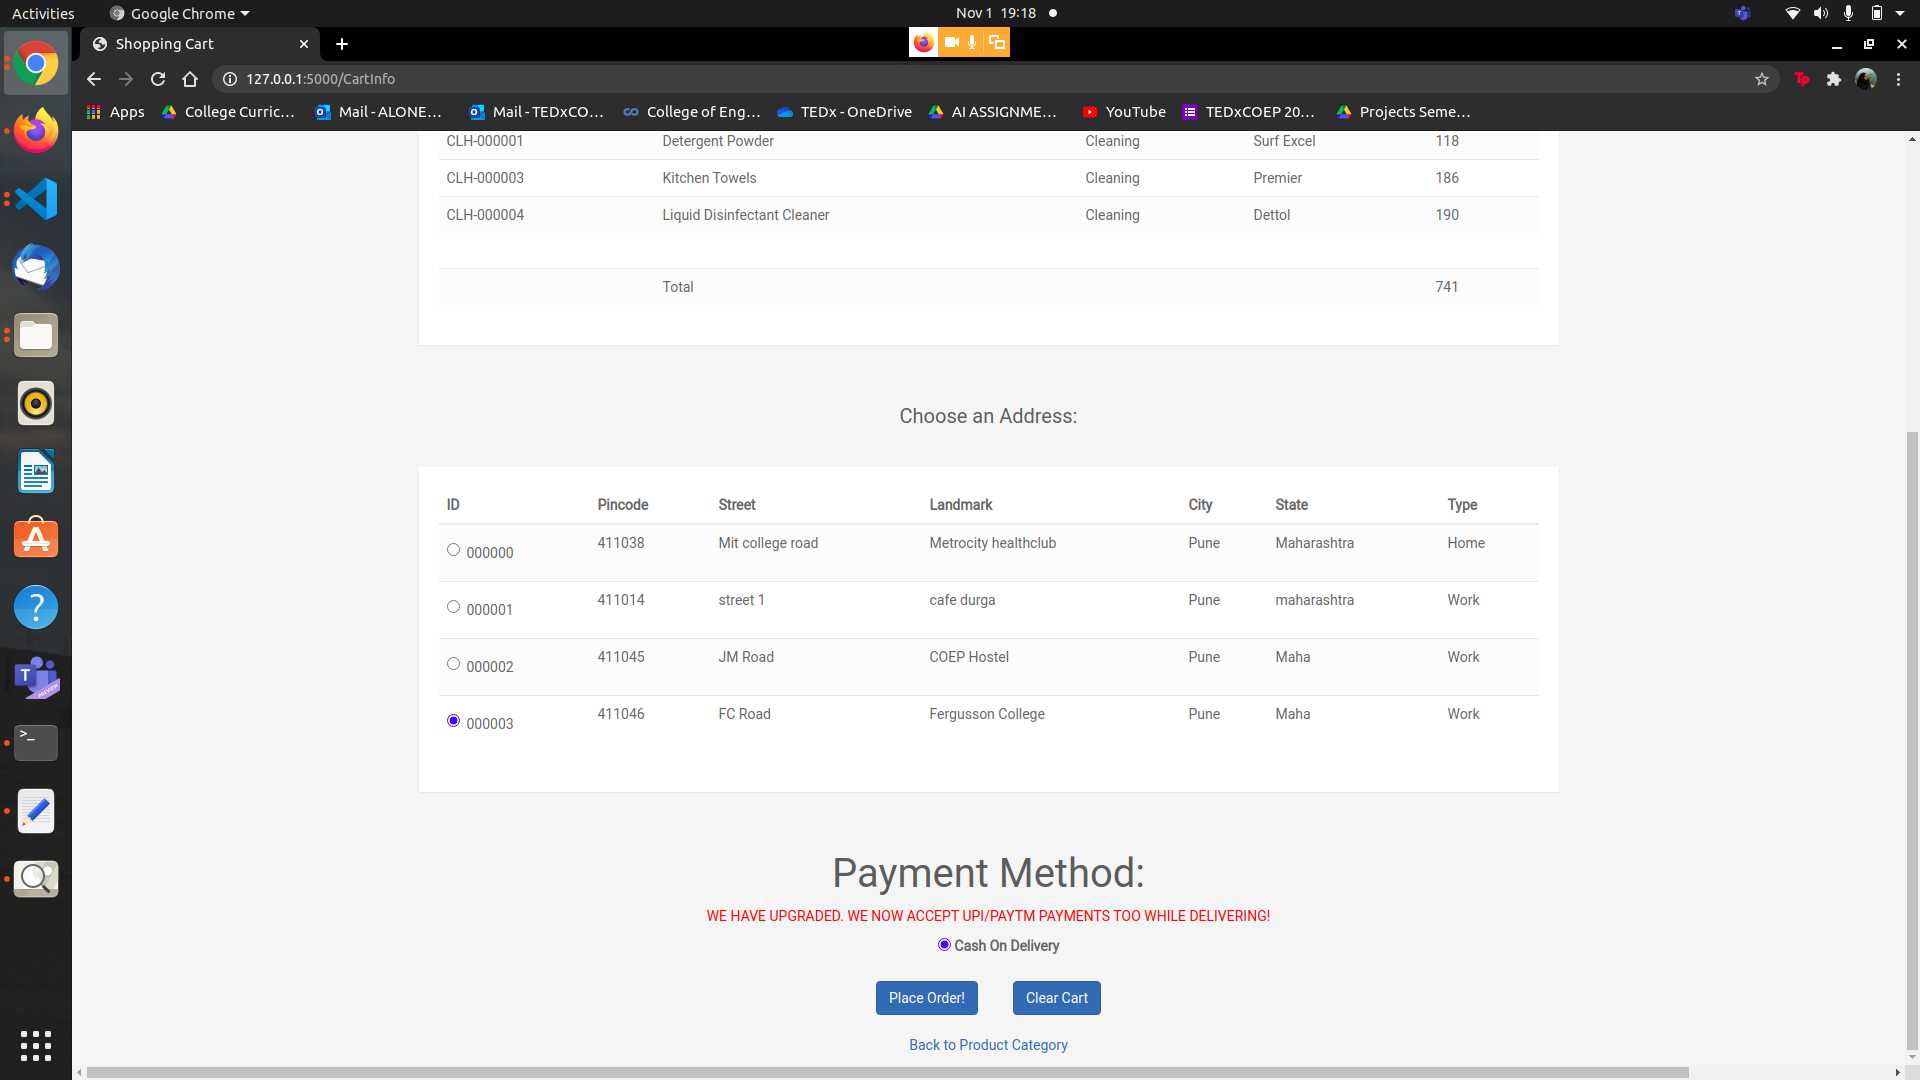 Activities Google Chrome Nov 1 19:18
Shopping Cart
127.0.0.1:5000/CartInfo
Apps College Curric... Mail - ALONE... Mail - TEDxCO... College of Eng... TEDx - OneDrive AI ASSIGNME... YouTube TEDxCOEP 20... Projects Seme...
CLH-000001 Detergent Powder Cleaning Surf Excel 118
CLH-000003 Kitchen Towels Cleaning Premier 186
CLH-000004 Liquid Disinfectant Cleaner Cleaning Dettol 190
Total 741
Choose an Address:
ID Pincode Street Landmark City State Type
000000 411038 Mit college road Metrocity healthclub Pune Maharashtra Home
000001 411014 street 1 cafe durga Pune maharashtra Work
000002 411045 JM Road COEP Hostel Pune Maha Work
000003 411046 FC Road Fergusson College Pune Maha Work
Payment Method:
WE HAVE UPGRADED. WE NOW ACCEPT UPI/PAYTM PAYMENTS TOO WHILE DELIVERING!
Cash On Delivery
Place Order! Clear Cart
Back to Product Category